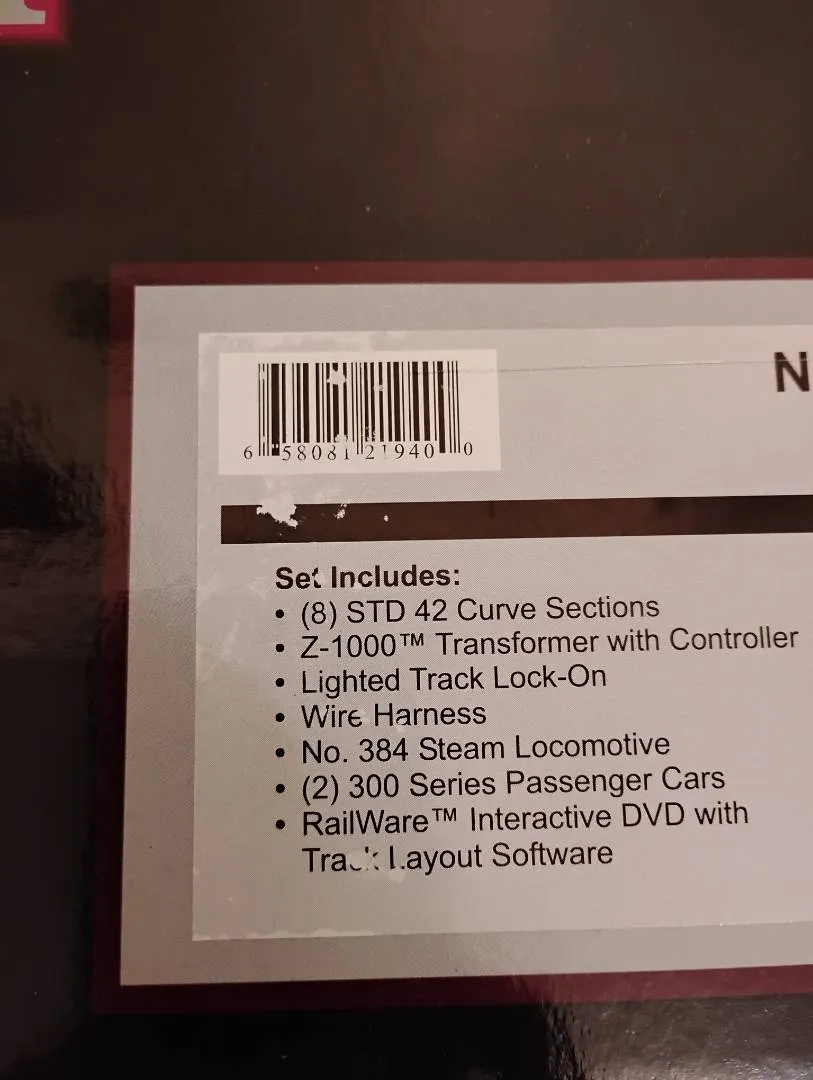 N
6 58081 21940 0
Set Includes:
• (8) STD 42 Curve Sections
• Z-1000™ Transformer with Controller
• Lighted Track Lock-On
• Wire Harness
• No. 384 Steam Locomotive
• (2) 300 Series Passenger Cars
• RailWare™ Interactive DVD with
Track Layout Software